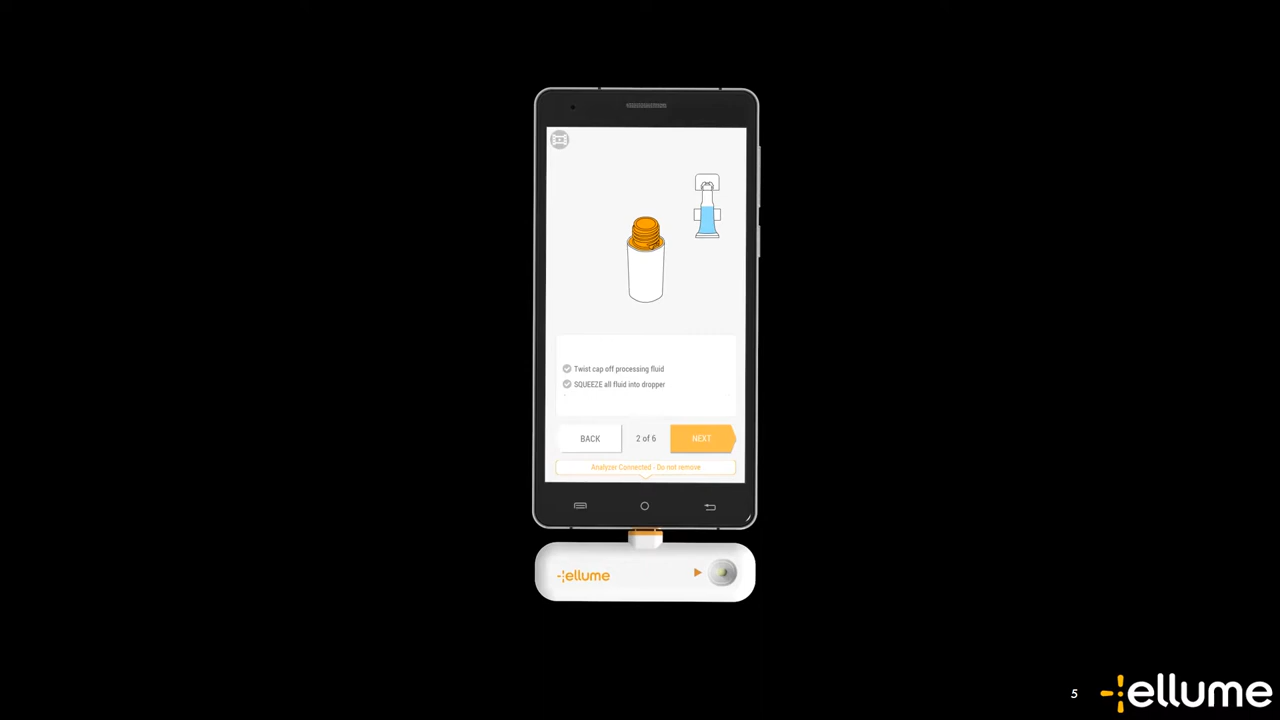 Twist cap off processing fluid
SQUEEZE all fluid into dropper
BACK
2 of 6
NEXT
Analyzer Connected - Do not remove
ellume
5
ellume